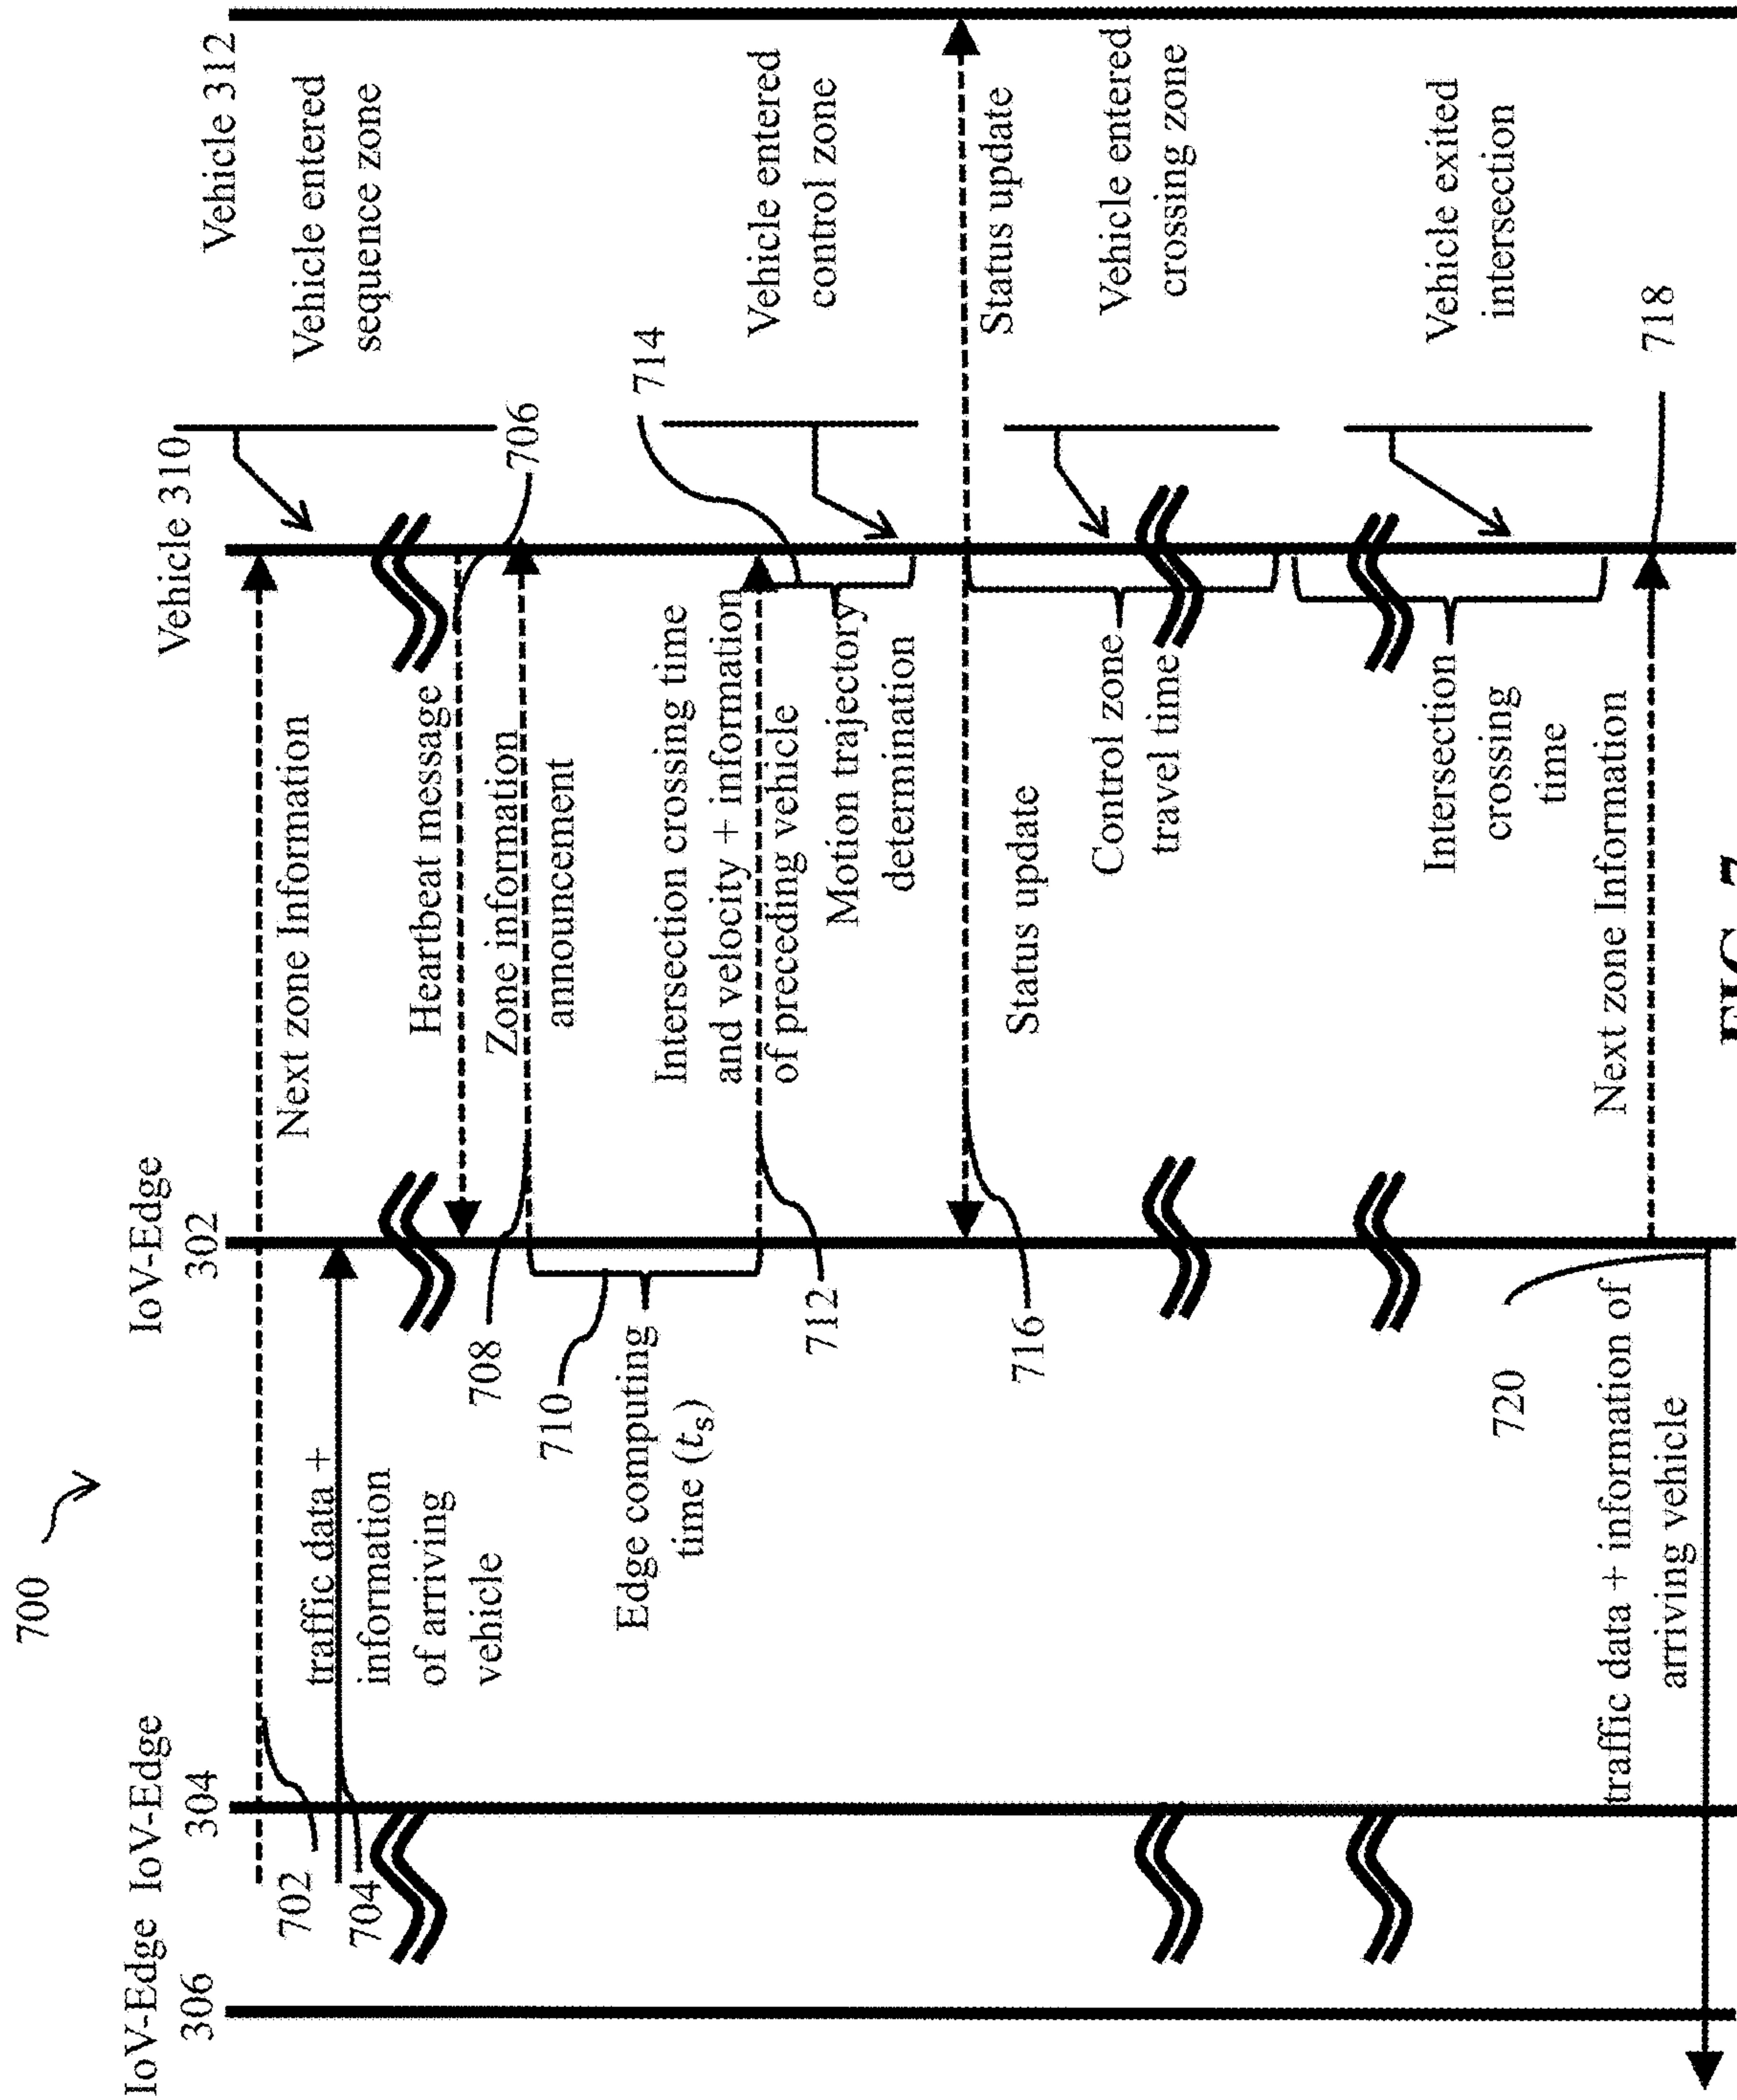 700
IoV-Edge
306
IoV-Edge
304
IoV-Edge
302
Vehicle 310
Vehicle 312
702
Next zone Information
Vehicle entered
sequence zone
704
traffic data +
information
of arriving
vehicle
Heartbeat message
706
708
Zone information
announcement
710
Edge computing
time (tₛ)
Intersection crossing time
and velocity + information
of preceding vehicle
712
714
Motion trajectory
determination
Vehicle entered
control zone
716
Status update
Status update
Control zone
travel time
Vehicle entered
crossing zone
Intersection
crossing
time
Vehicle exited
intersection
Next zone Information
718
720
traffic data + information of
arriving vehicle